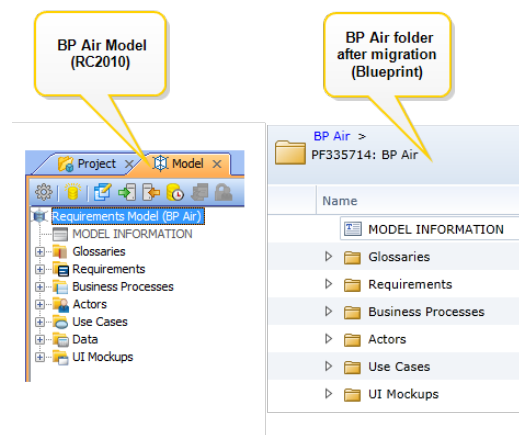 BP Air Model
(RC2010)
BP Air folder
after migration
(Blueprint)
Project
Model
Requirements Model (BP Air)
MODEL INFORMATION
Glossaries
Requirements
Business Processes
Actors
Use Cases
Data
UI Mockups
BP Air >
PF335714: BP Air
Name
MODEL INFORMATION
Glossaries
Requirements
Business Processes
Actors
Use Cases
UI Mockups